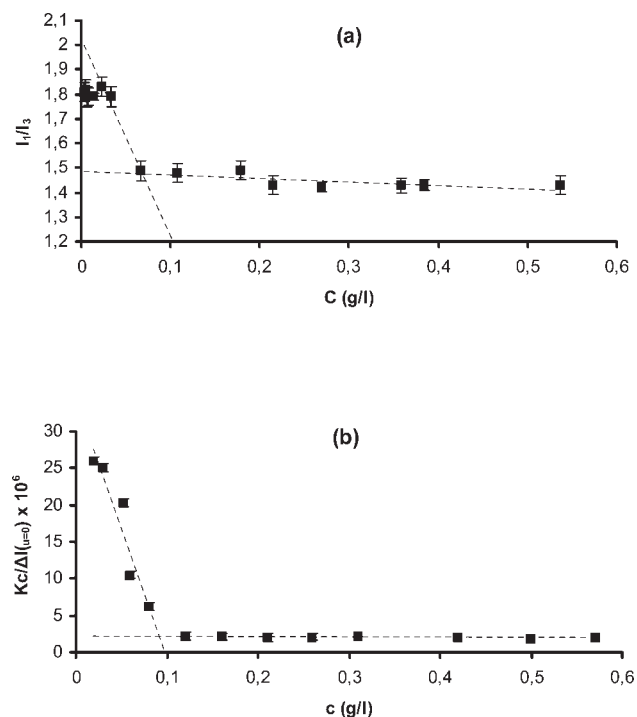 (a)
I₁/I₃
2,1
2
1,9
1,8
1,7
1,6
1,5
1,4
1,3
1,2
0 0,1 0,2 0,3 0,4 0,5 0,6
C (g/l)
(b)
Kc/ΔI(u=0) x 10⁶
30
25
20
15
10
5
0
0 0,1 0,2 0,3 0,4 0,5 0,6
c (g/l)